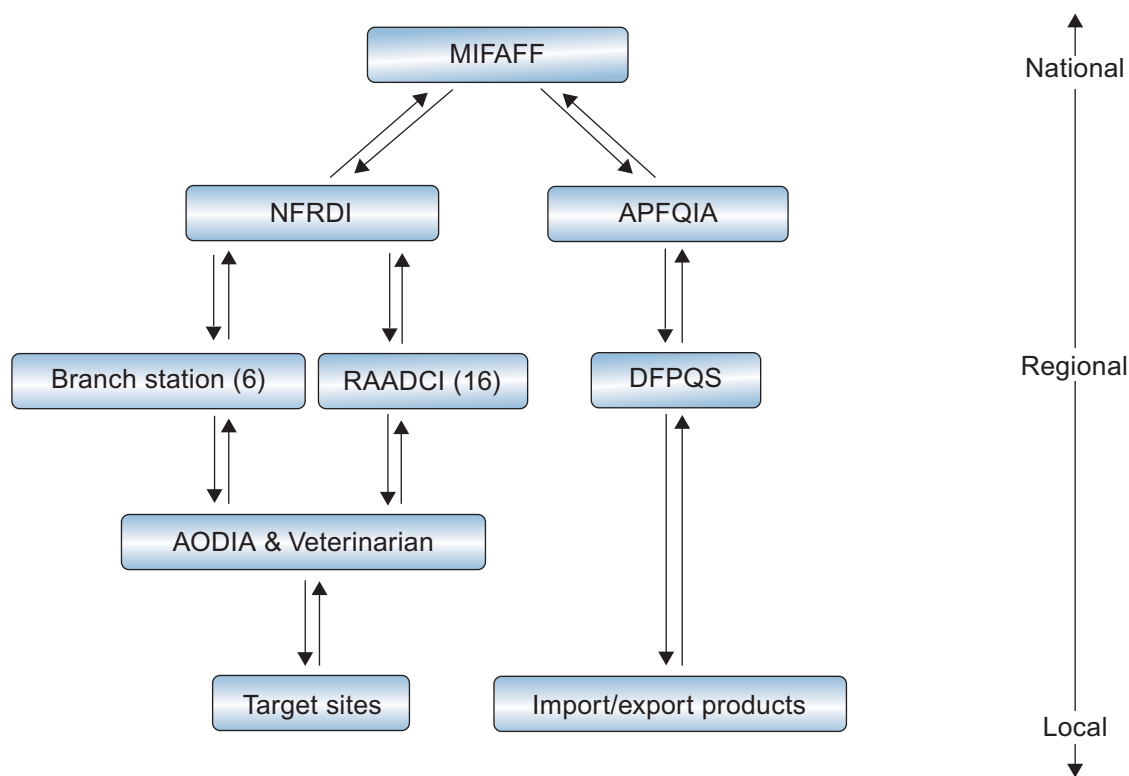 MIFAFF
National
NFRDI
APFQIA
Branch station (6)
RAADCI (16)
DFPQS
Regional
AODIA & Veterinarian
Target sites
Import/export products
Local